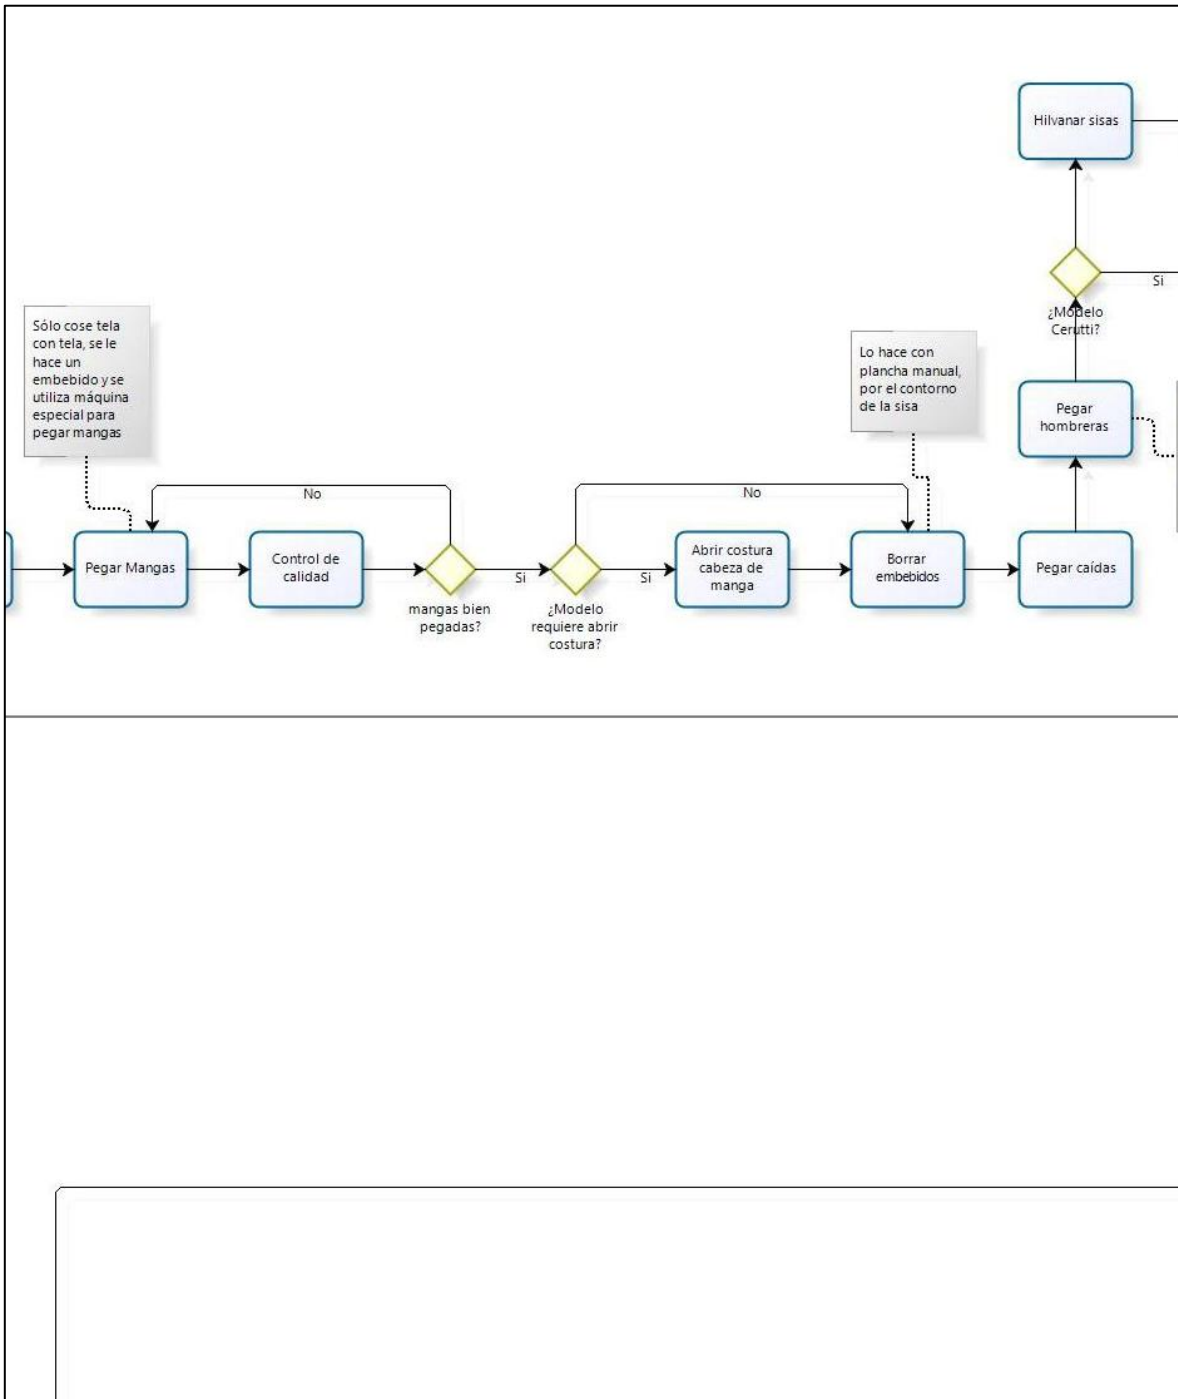 Hilvanar sisas
Si
¿Modelo
Cerutti?
Sólo cose tela
con tela, se le
hace un
embebido y se
utiliza máquina
especial para
pegar mangas
Lo hace con
plancha manual,
por el contorno
de la sisa
Pegar
hombreras
No
No
Pegar Mangas
Control de
calidad
Si
mangas bien
pegadas?
Si
¿Modelo
requiere abrir
costura?
Abrir costura
cabeza de
manga
Borrar
embebidos
Pegar caídas